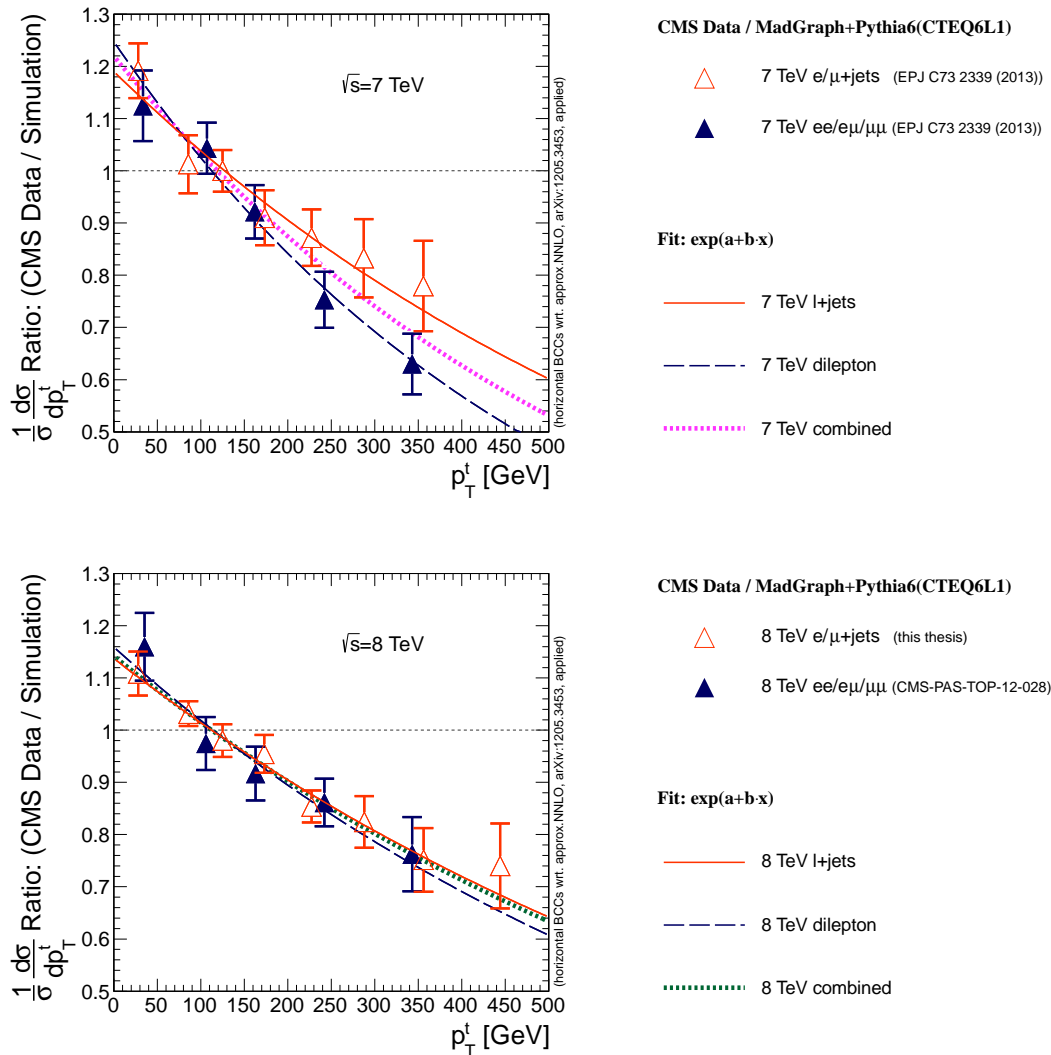 1/σ dσ/dp_T^t Ratio: (CMS Data / Simulation)
1.3
1.2
1.1
1
0.9
0.8
0.7
0.6
0.5
√s=7 TeV
(horizontal BCCs wrt. approx.NNLO, arXiv:1205.3453, applied)
0 50 100 150 200 250 300 350 400 450 500
p_T^t [GeV]
CMS Data / MadGraph+Pythia6(CTEQ6L1)
7 TeV e/μ+jets (EPJ C73 2339 (2013))
7 TeV ee/eμ/μμ (EPJ C73 2339 (2013))
Fit: exp(a+b·x)
7 TeV l+jets
7 TeV dilepton
7 TeV combined
1/σ dσ/dp_T^t Ratio: (CMS Data / Simulation)
1.3
1.2
1.1
1
0.9
0.8
0.7
0.6
0.5
√s=8 TeV
(horizontal BCCs wrt. approx.NNLO, arXiv:1205.3453, applied)
0 50 100 150 200 250 300 350 400 450 500
p_T^t [GeV]
CMS Data / MadGraph+Pythia6(CTEQ6L1)
8 TeV e/μ+jets (this thesis)
8 TeV ee/eμ/μμ (CMS-PAS-TOP-12-028)
Fit: exp(a+b·x)
8 TeV l+jets
8 TeV dilepton
8 TeV combined